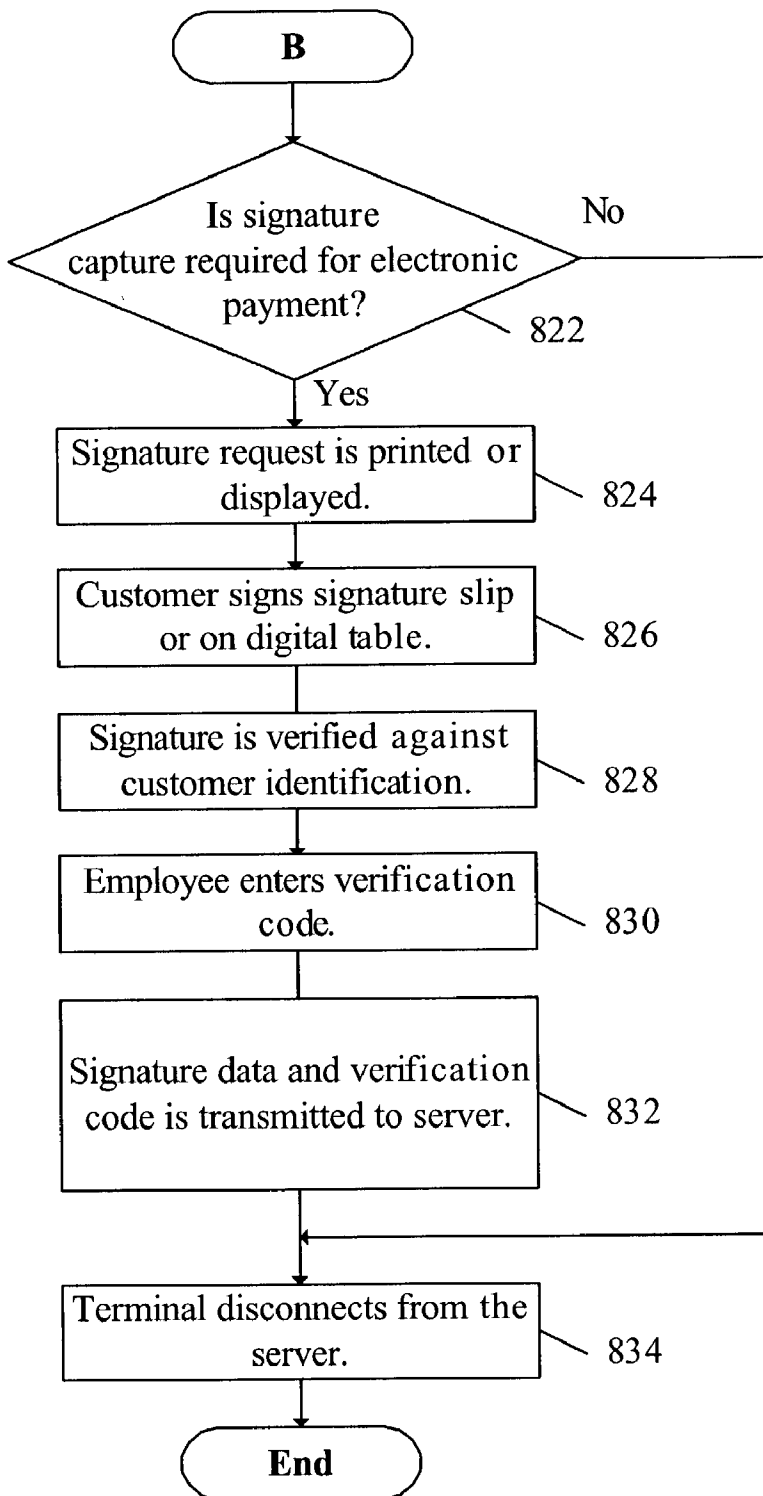 B
Is signature
capture required for electronic
payment?
No
822
Yes
Signature request is printed or
displayed.
824
Customer signs signature slip
or on digital table.
826
Signature is verified against
customer identification.
828
Employee enters verification
code.
830
Signature data and verification
code is transmitted to server.
832
Terminal disconnects from the
server.
834
End